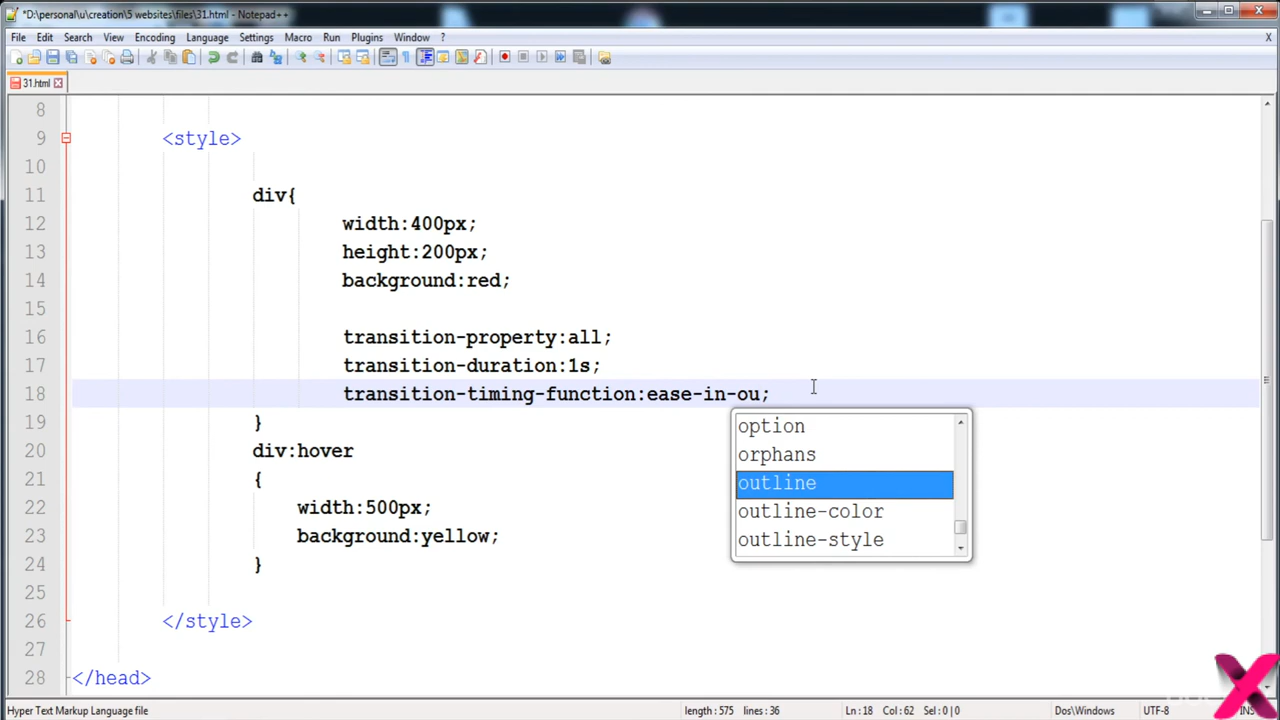 *D:\personal\u\creation\5 websites\files\31.html - Notepad++
File Edit Search View Encoding Language Settings Macro Run Plugins Window ? X
31.html
8
9 <style>
10
11 div{
12 width:400px;
13 height:200px;
14 background:red;
15
16 transition-property:all;
17 transition-duration:1s;
18 transition-timing-function:ease-in-ou;
19 }
option
20 div:hover
orphans
21 {
outline
22 width:500px;
outline-color
23 background:yellow;
outline-style
24 }
25
26 </style>
27
28 </head>
Hyper Text Markup Language file length:575 lines:36 Ln:18 Col:62 Sel:0|0 Dos\Windows UTF-8 INS